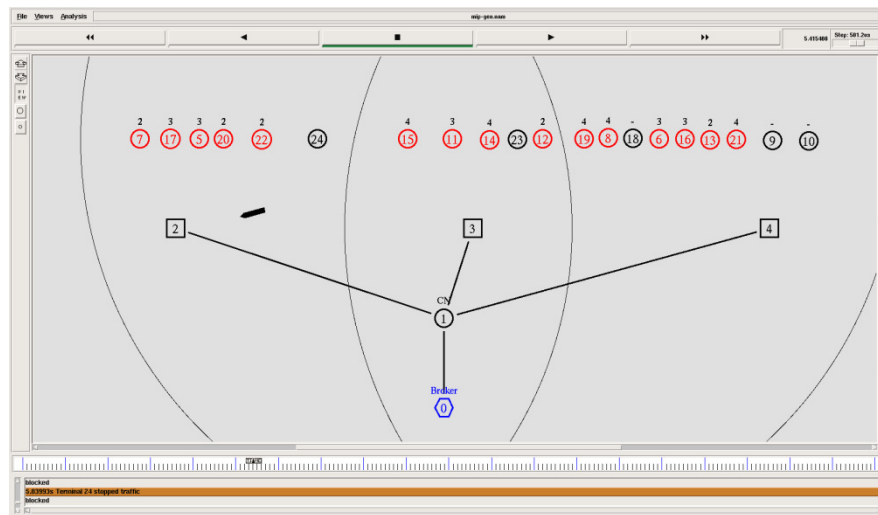 File Views Analysis mip-gen.nam
5.415400 Step: 501.2us
2 3 3 2 2 4 3 4 2 4 4 - 3 3 2 4 - -
7 17 5 20 22 24 15 11 14 23 12 19 8 18 6 16 13 21 9 10
2 3 4
CN
1
Broker
0
blocked
5,03993s Terminal 24 stopped traffic
blocked